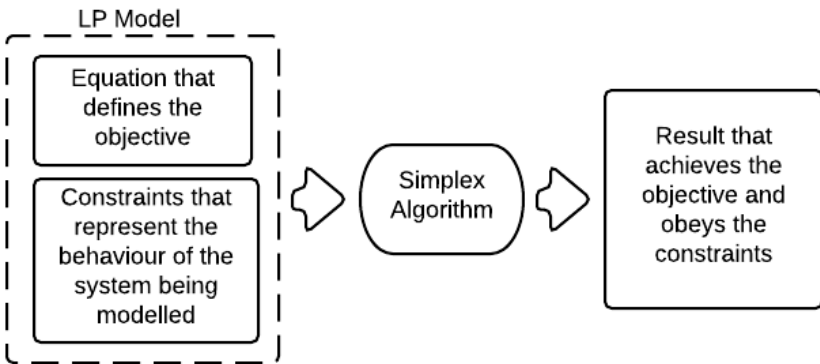 LP Model
Equation that
defines the
objective
Constraints that
represent the
behaviour of the
system being
modelled
Simplex
Algorithm
Result that
achieves the
objective and
obeys the
constraints